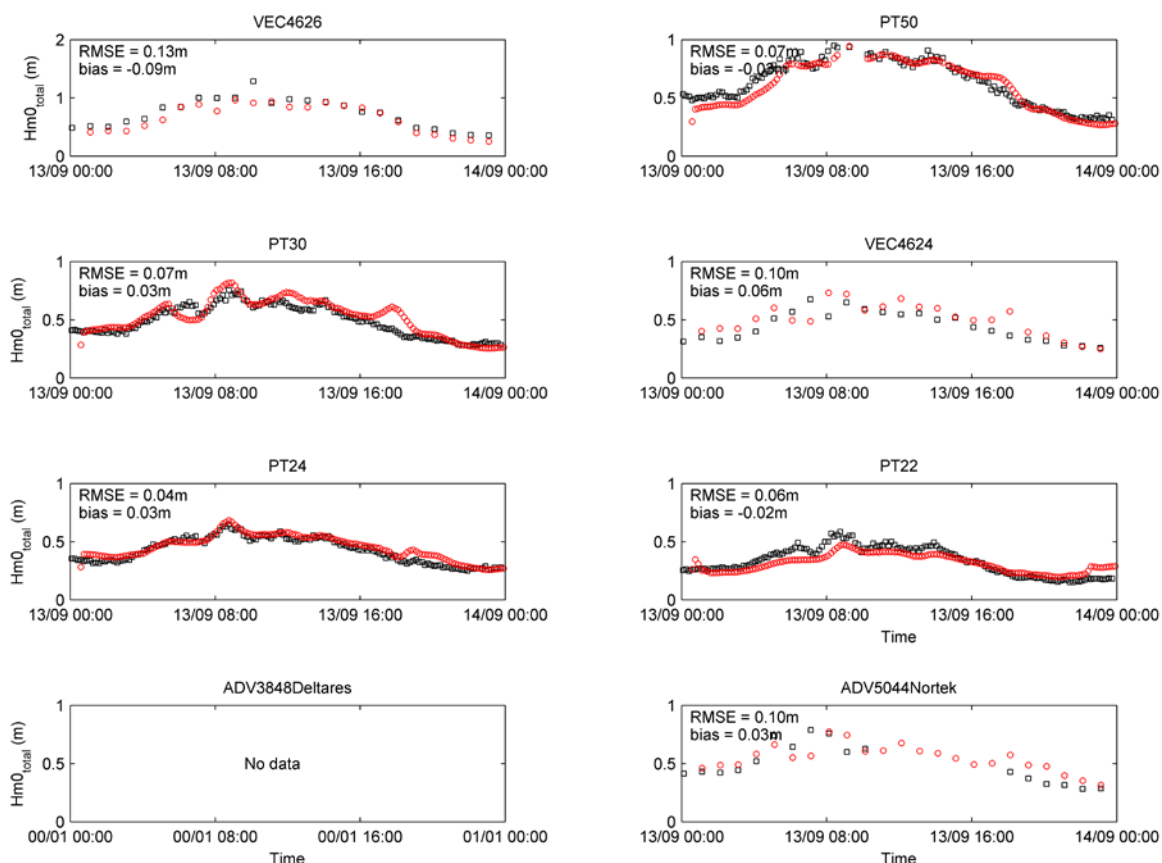 VEC4626
RMSE = 0.13m
bias = -0.09m
Hm0total (m)
2
1
0
13/09 00:00 13/09 08:00 13/09 16:00 14/09 00:00
PT50
RMSE = 0.07m
bias = -0.03m
1
0.5
0
13/09 00:00 13/09 08:00 13/09 16:00 14/09 00:00
PT30
RMSE = 0.07m
bias = 0.03m
Hm0total (m)
1
0.5
0
13/09 00:00 13/09 08:00 13/09 16:00 14/09 00:00
VEC4624
RMSE = 0.10m
bias = 0.06m
1
0.5
0
13/09 00:00 13/09 08:00 13/09 16:00 14/09 00:00
PT24
RMSE = 0.04m
bias = 0.03m
Hm0total (m)
1
0.5
0
13/09 00:00 13/09 08:00 13/09 16:00 14/09 00:00
PT22
RMSE = 0.06m
bias = -0.02m
1
0.5
0
13/09 00:00 13/09 08:00 13/09 16:00 14/09 00:00
Time
ADV3848Deltares
Hm0total (m)
1
0.5
0
No data
00/01 00:00 00/01 08:00 00/01 16:00 01/01 00:00
Time
ADV5044Nortek
RMSE = 0.10m
bias = 0.03m
1
0.5
0
13/09 00:00 13/09 08:00 13/09 16:00 14/09 00:00
Time